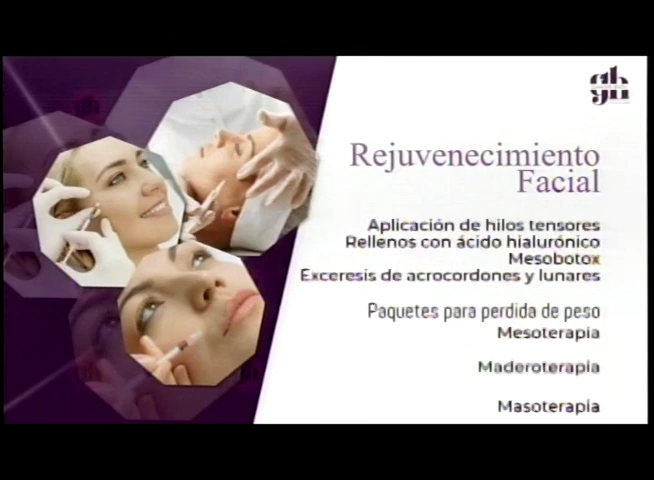 gh
Rejuvenecimiento
Facial
Aplicación de hilos tensores
Rellenos con ácido hialurónico
Mesobotox
Exceresis de acrocordones y lunares
Paquetes para perdida de peso
Mesoterapia
Maderoterapia
Masoterapia